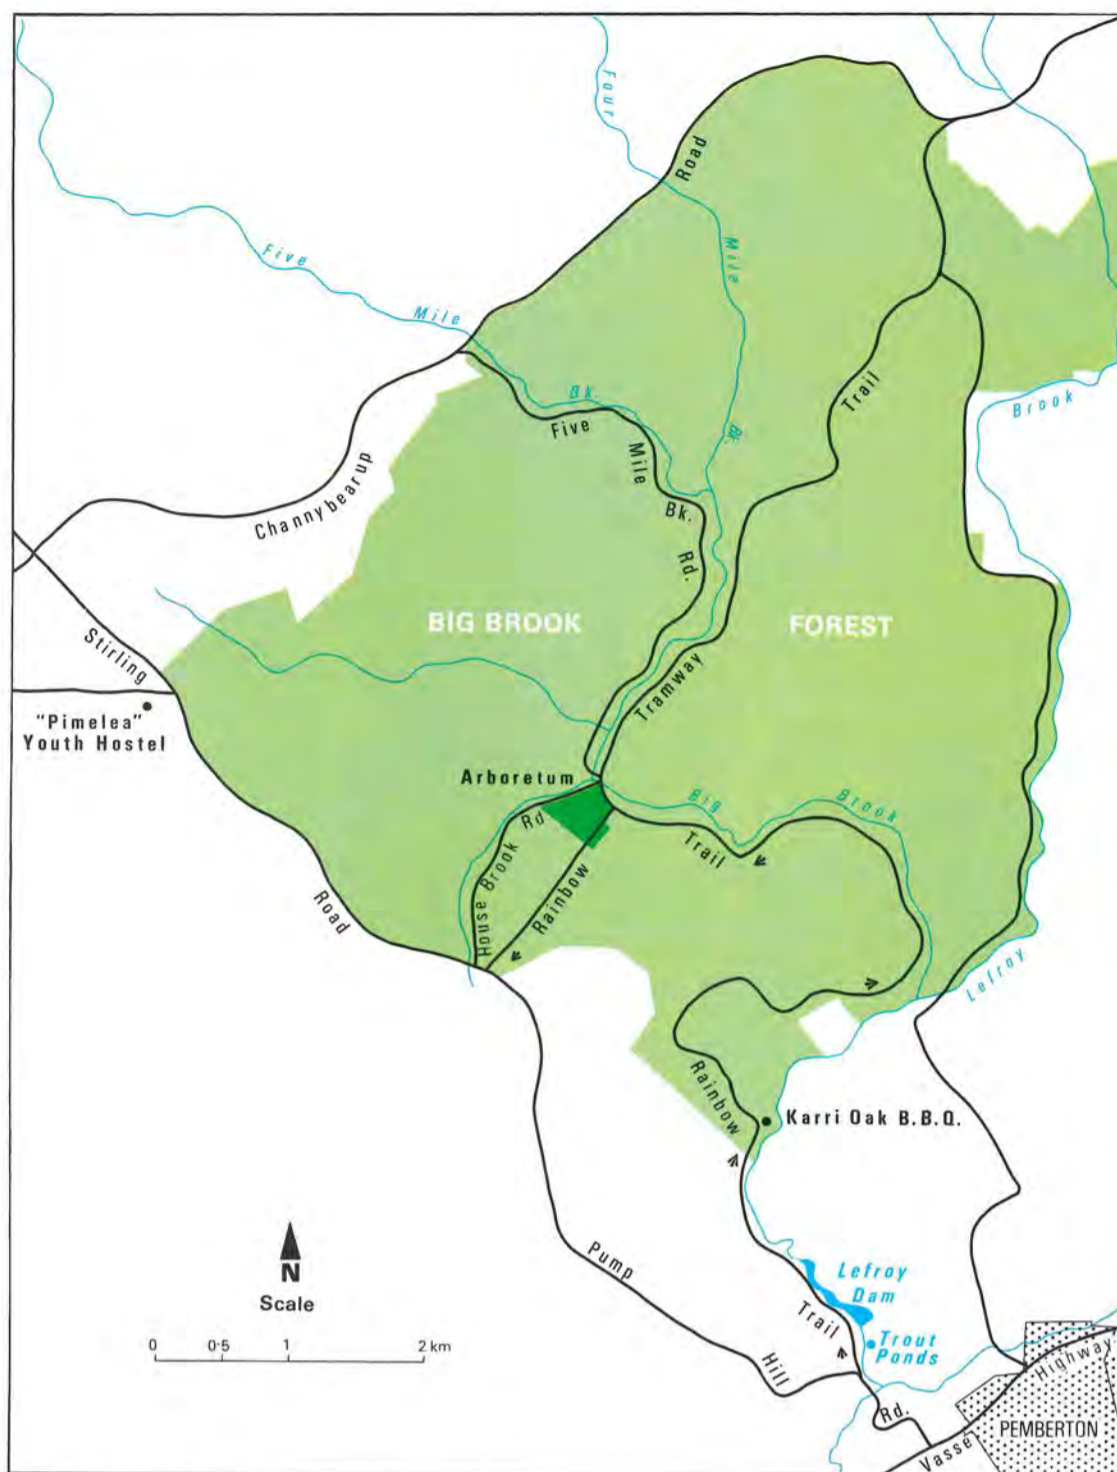 Four
Mile
Bk.
Road
Channybearup
Five
Mile
Bk.
Five
Mile
Bk.
Rd.
Trail
Tramway
Brook
BIG BROOK
FOREST
Stirling
Road
"Pimelea"
Youth Hostel
Arboretum
Big
Brook
Trail
House Brook
Rd
Rainbow
Lefroy
Rainbow
Karri Oak B.B.Q.
N
Scale
0 0·5 1 2 km
Pump
Hill
Rd.
Lefroy
Dam
Trail
Trout
Ponds
Vasse
Highway
PEMBERTON